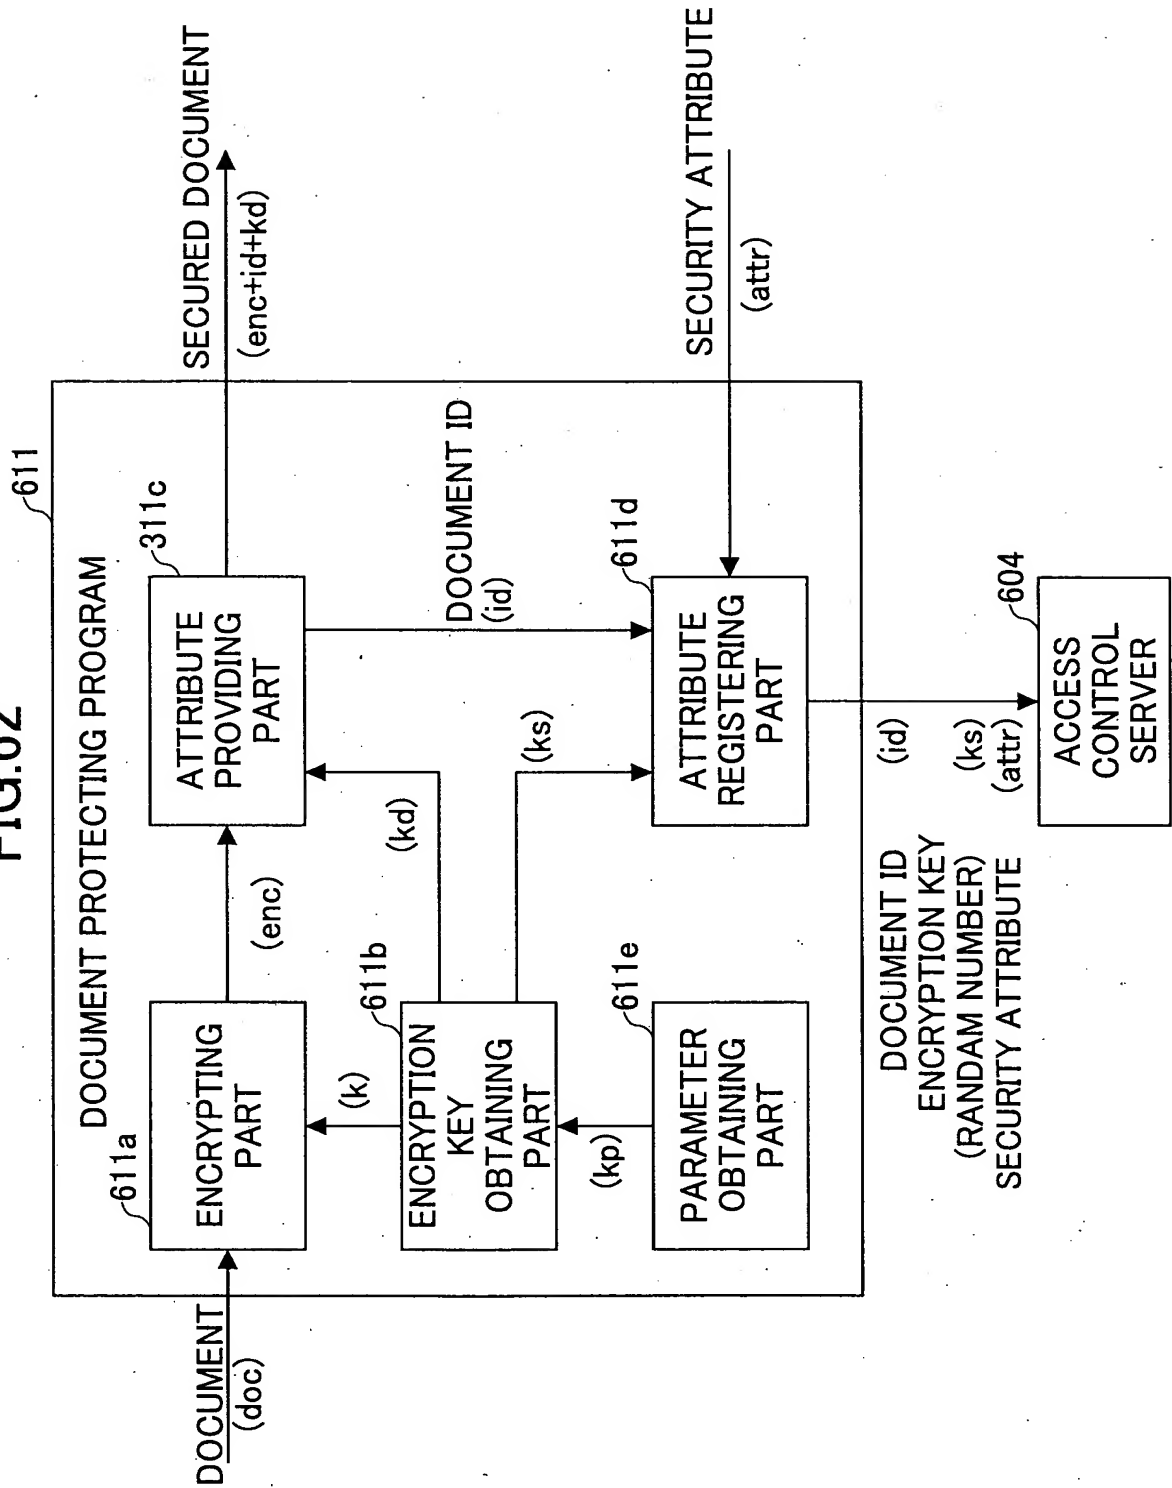 FIG.62
611
DOCUMENT PROTECTING PROGRAM
DOCUMENT
(doc)
611a
ENCRYPTING
PART
(enc)
311c
ATTRIBUTE
PROVIDING
PART
SECURED DOCUMENT
(enc+id+kd)
(k)
611b
ENCRYPTION
KEY
OBTAINING
PART
(kd)
(ks)
DOCUMENT ID
(id)
(kp)
611e
PARAMETER
OBTAINING
PART
611d
ATTRIBUTE
REGISTERING
PART
SECURITY ATTRIBUTE
(attr)
DOCUMENT ID
ENCRYPTION KEY
(RANDAM NUMBER)
SECURITY ATTRIBUTE
(id)
(ks)
(attr)
604
ACCESS
CONTROL
SERVER